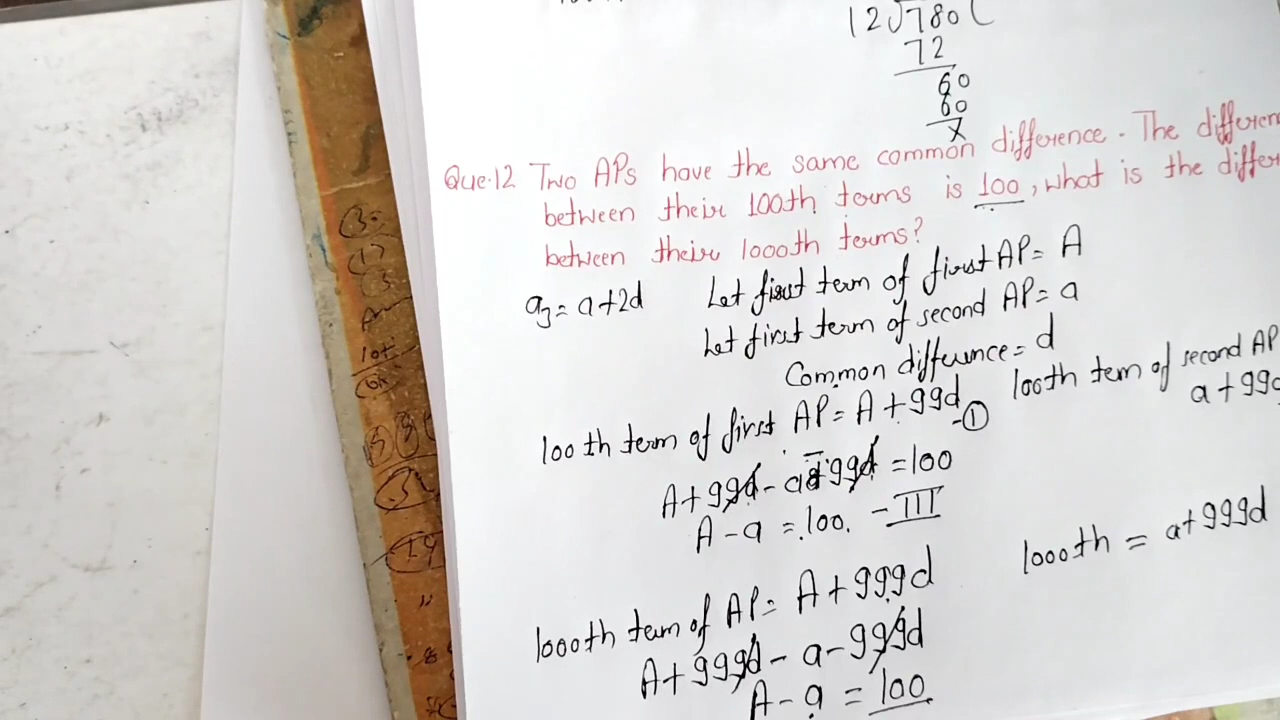 12)780(
72
60
60
x
Que.12 Two APs have the same common difference. The differen
between their 100th terms is 100, what is the differ
between their 1000th terms?
a3 = a+2d
Let first term of first AP = A
Let first term of second AP = a
Common difference = d
100th term of first AP = A + 99d -①
100th term of second AP
a + 99d
A + 99d - a - 99d = 100
A - a = 100. - III
1000th term of AP = A + 999d
1000th = a + 999d
A + 999d - a - 999d
A - a = 100